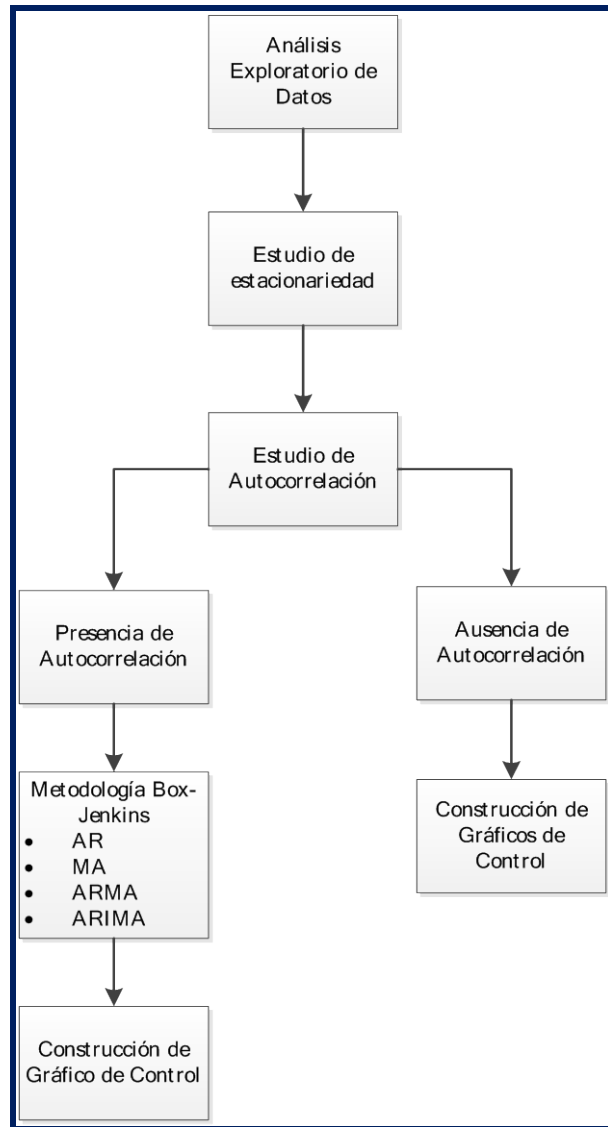 Análisis
Exploratorio de
Datos
Estudio de
estacionariedad
Estudio de
Autocorrelación
Presencia de
Autocorrelación
Ausencia de
Autocorrelación
Metodología Box-
Jenkins
• AR
• MA
• ARMA
• ARIMA
Construcción de
Gráficos de
Control
Construcción de
Gráfico de Control